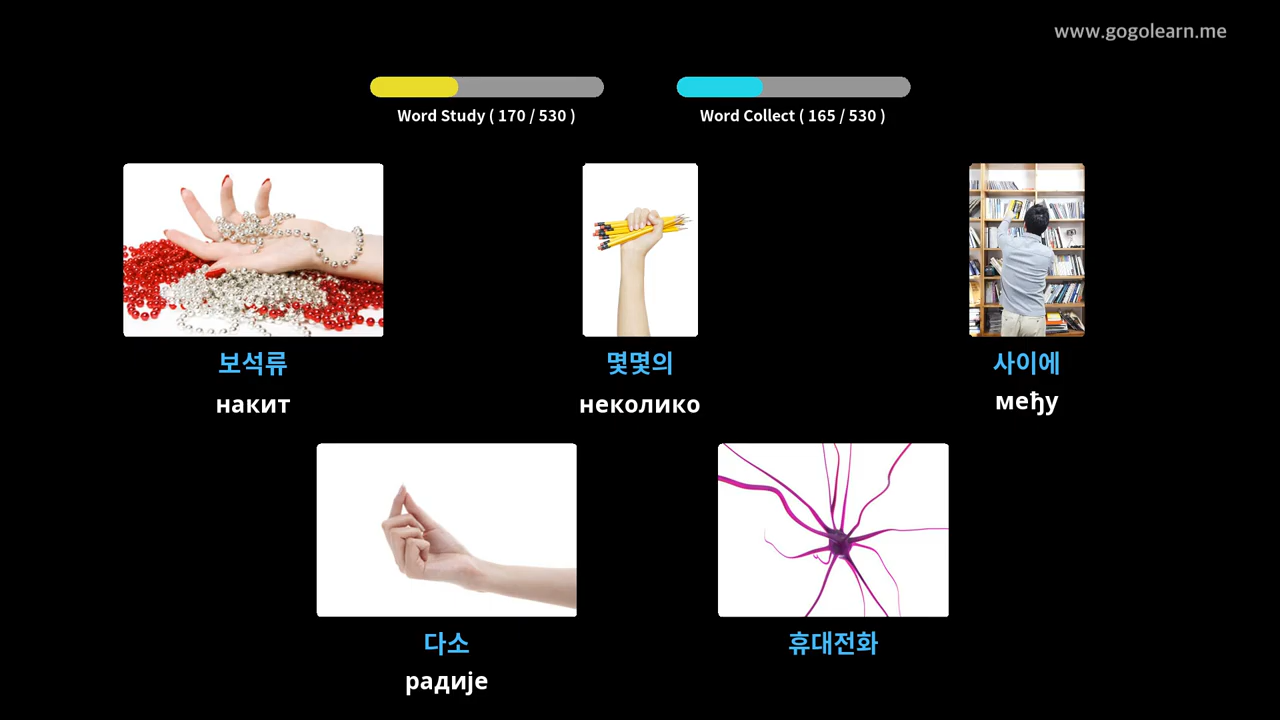 www.gogolearn.me
Word Study ( 170 / 530 )
Word Collect ( 165 / 530 )
보석류
몇몇의
사이에
накит
неколико
међу
다소
휴대전화
радије